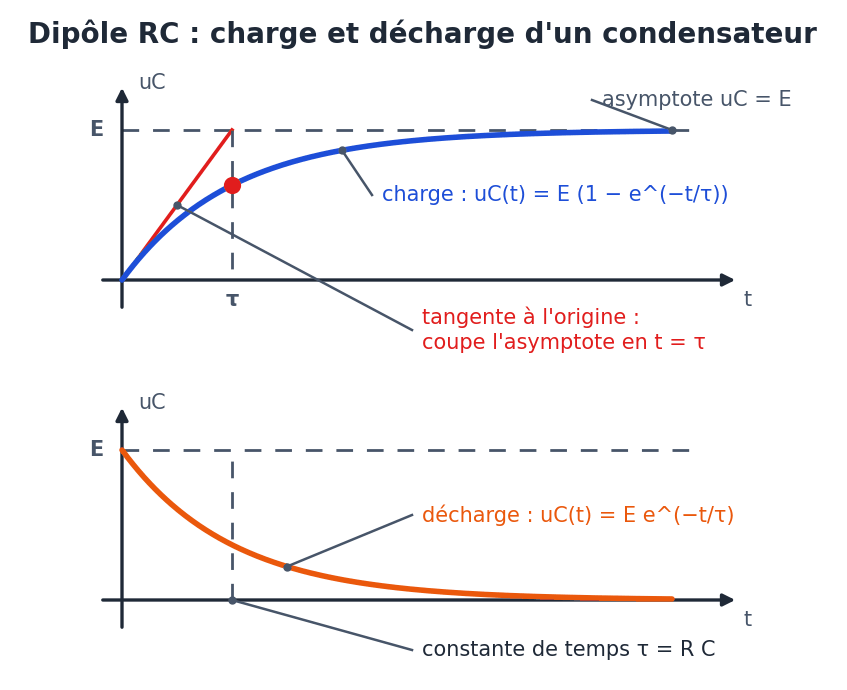 Dipôle RC : charge et décharge d'un condensateur
uC
asymptote uC = E
E
charge : uC(t) = E (1 − e^(−t/τ))
τ
t
tangente à l'origine :
coupe l'asymptote en t = τ
uC
E
décharge : uC(t) = E e^(−t/τ)
t
constante de temps τ = R C